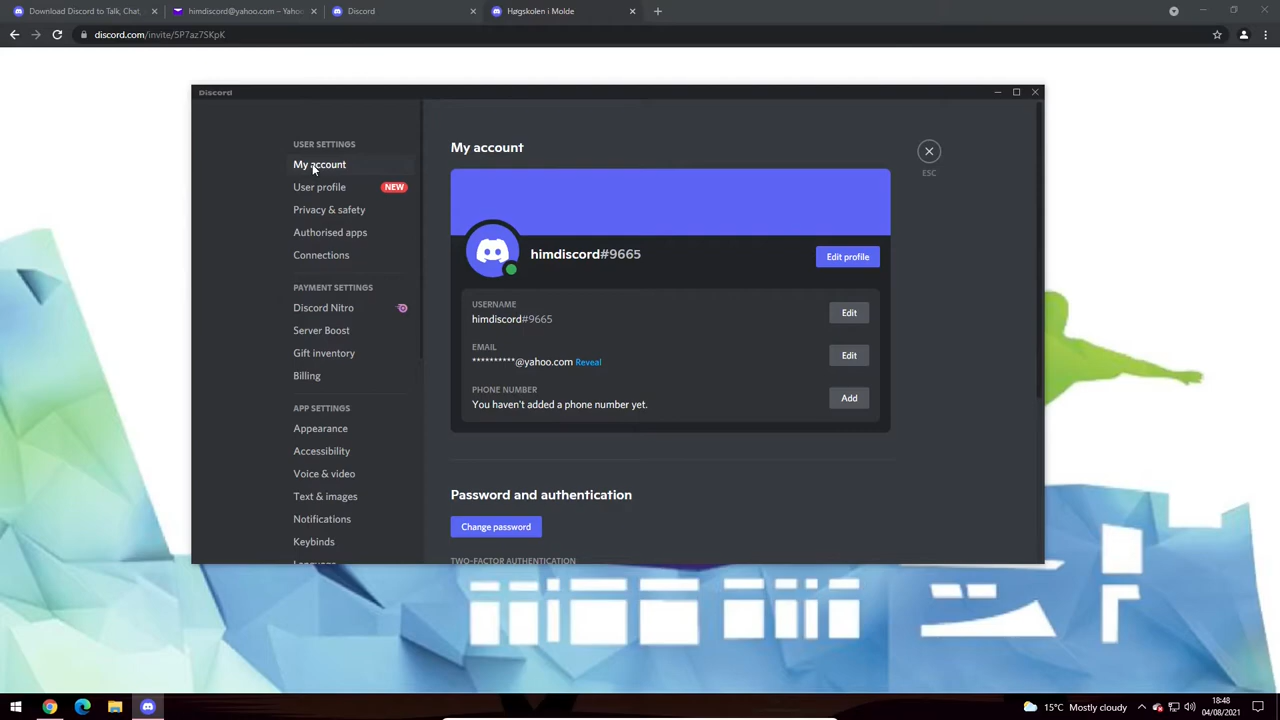 Download Discord to Talk, Chat,
himdiscord@yahoo.com – Yahoo
Discord
Høgskolen i Molde
discord.com/invite/SP7az7SKpK
Discord
USER SETTINGS
My account
User profile
NEW
Privacy & safety
Authorised apps
Connections
PAYMENT SETTINGS
Discord Nitro
Server Boost
Gift inventory
Billing
APP SETTINGS
Appearance
Accessibility
Voice & video
Text & images
Notifications
Keybinds
Language
My account
ESC
himdiscord#9665
Edit profile
USERNAME
himdiscord#9665
Edit
EMAIL
**********@yahoo.com Reveal
Edit
PHONE NUMBER
You haven't added a phone number yet.
Add
Password and authentication
Change password
TWO-FACTOR AUTHENTICATION
15°C Mostly cloudy
18:48
04/08/2021